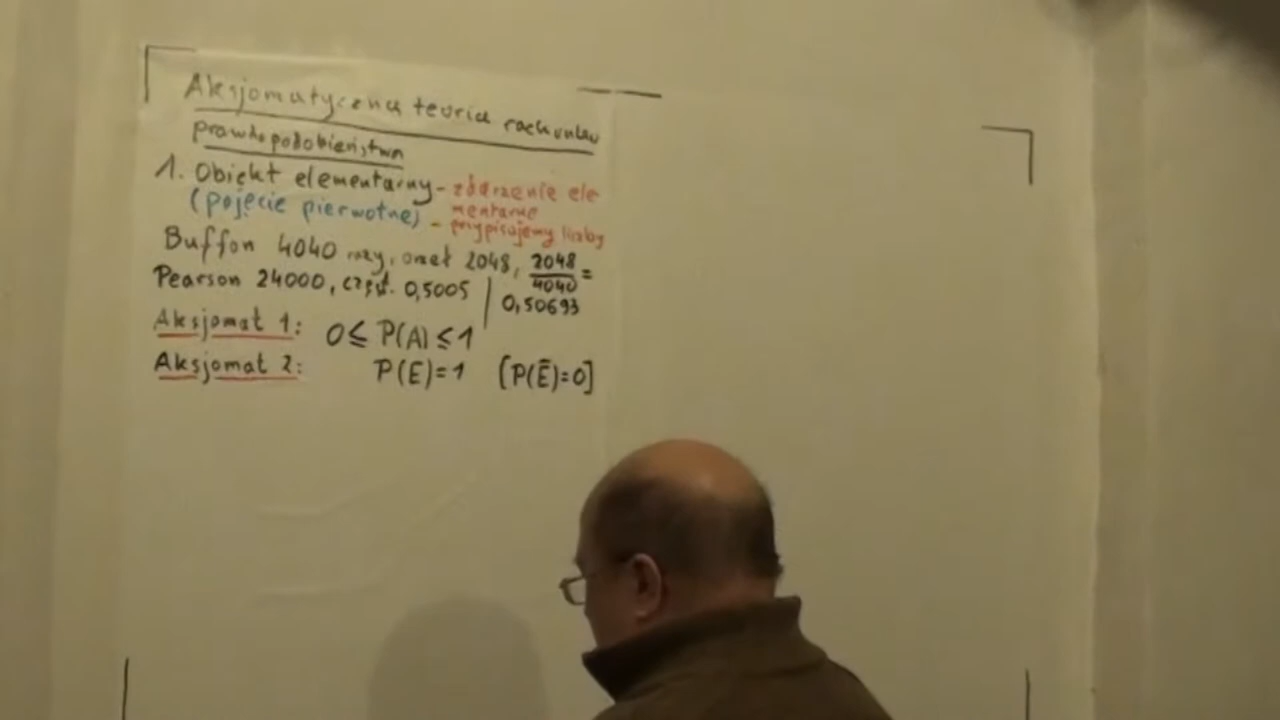 Aksjomatyczna teoria rachunku
prawdopodobieństwa
1. Obiekt elementarny - zdarzenie ele
(pojęcie pierwotne) mentarne
- przypisujemy liczby
Buffon 4040 razy, orzeł 2048, 2048/4040 =
Pearson 24000, częst. 0,5005 | 0,50693
Aksjomat 1: 0 ≤ P(A) ≤ 1
Aksjomat 2: P(E)=1 [P(Ē)=0]